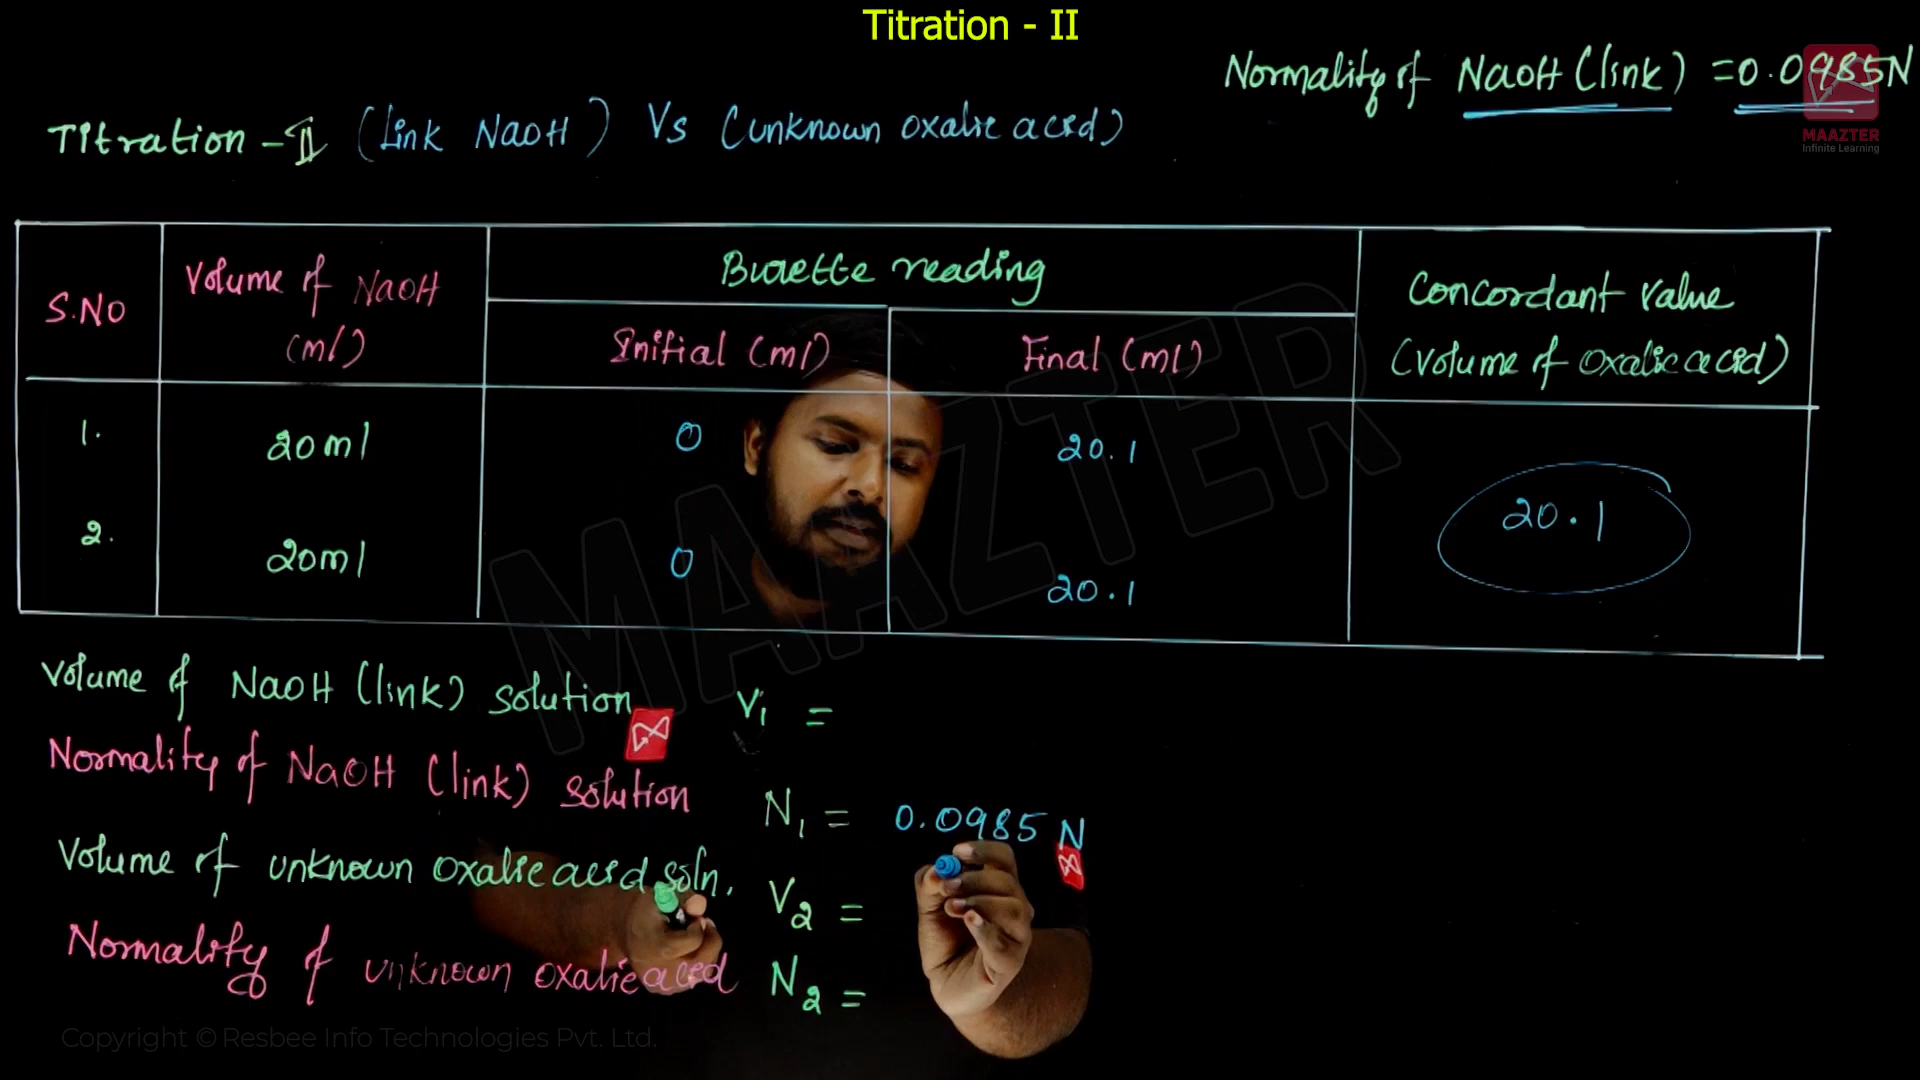 Titration - II
Normality of NaOH (link) = 0.0985N
MAAZTER
Infinite Learning
Titration - II (Link NaOH) Vs (unknown oxalic acid)
S.NO
Volume of NaOH
(ml)
Burette reading
Initial (ml)
Final (ml)
Concordant value
(Volume of oxalic acid)
1. 20ml 0 20.1
2. 20ml 0 20.1
20.1
MAAZTER
Volume of NaOH (link) solution V1 =
Normality of NaOH (link) solution N1 = 0.0985 N
Volume of unknown oxalic acid soln. V2 =
Normality of unknown oxalic acid N2 =
Copyright © Resbee Info Technologies Pvt. Ltd.